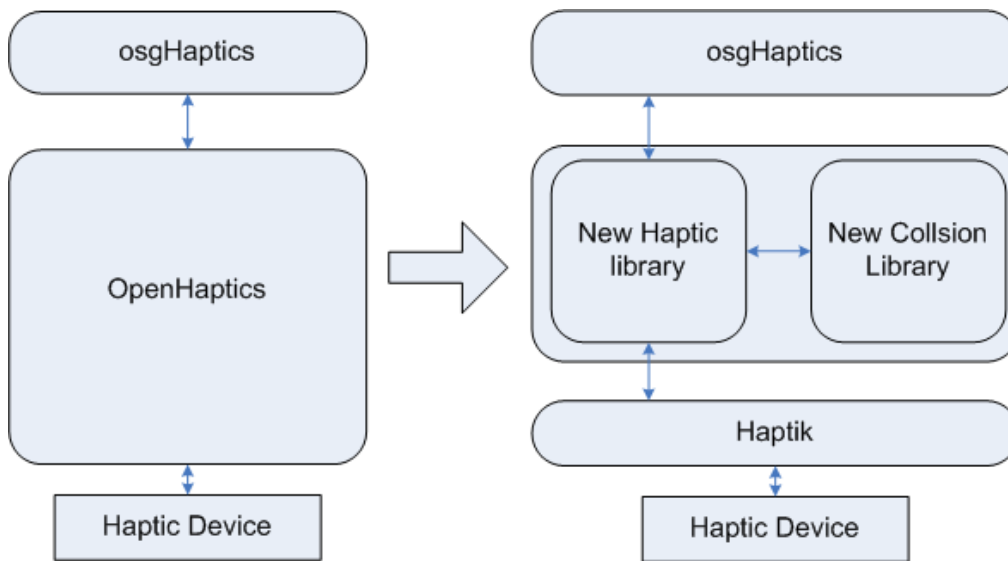 osgHaptics
OpenHaptics
Haptic Device
osgHaptics
New Haptic
library
New Collsion
Library
Haptik
Haptic Device